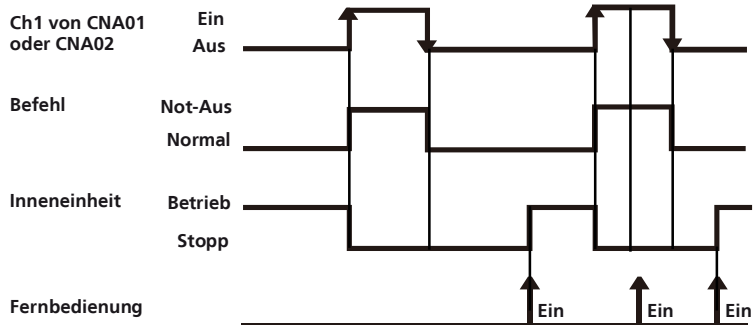 Ch1 von CNA01
oder CNA02
Ein
Aus
Befehl
Not-Aus
Normal
Inneneinheit
Betrieb
Stopp
Fernbedienung
Ein
Ein
Ein